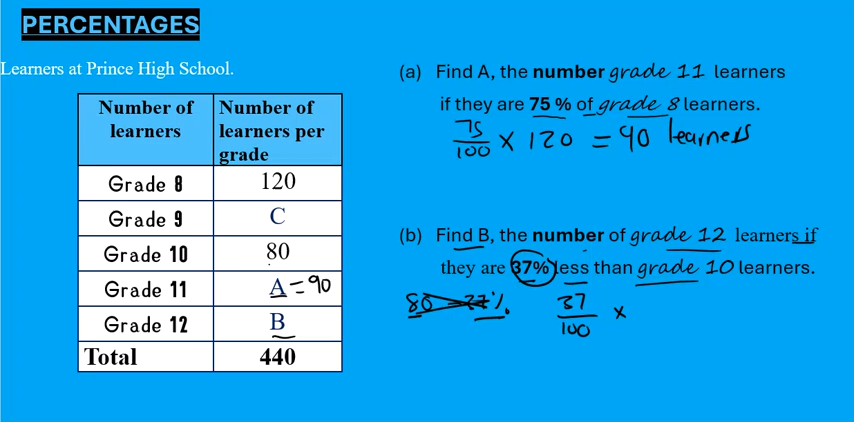 PERCENTAGES
Learners at Prince High School.
Number of learners Number of learners per grade
Grade 8 120
Grade 9 C
Grade 10 80
Grade 11 A = 90
Grade 12 B
Total 440
(a) Find A, the number grade 11 learners
if they are 75 % of grade 8 learners.
75/100 × 120 = 90 learners
(b) Find B, the number of grade 12 learners if
they are 37% less than grade 10 learners.
80 - 37%
37/100 ×